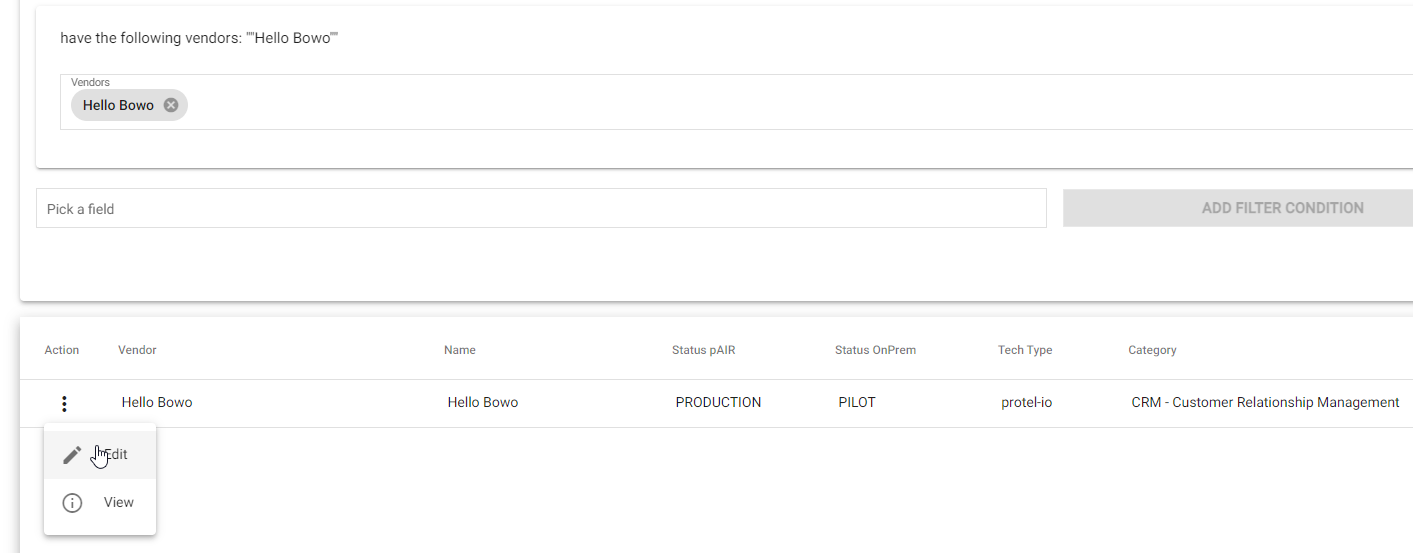 have the following vendors: ""Hello Bowo""
Vendors
Hello Bowo
Pick a field
ADD FILTER CONDITION
Action Vendor Name Status pAIR Status OnPrem Tech Type Category
Hello Bowo Hello Bowo PRODUCTION PILOT protel-io CRM - Customer Relationship Management
Edit
View